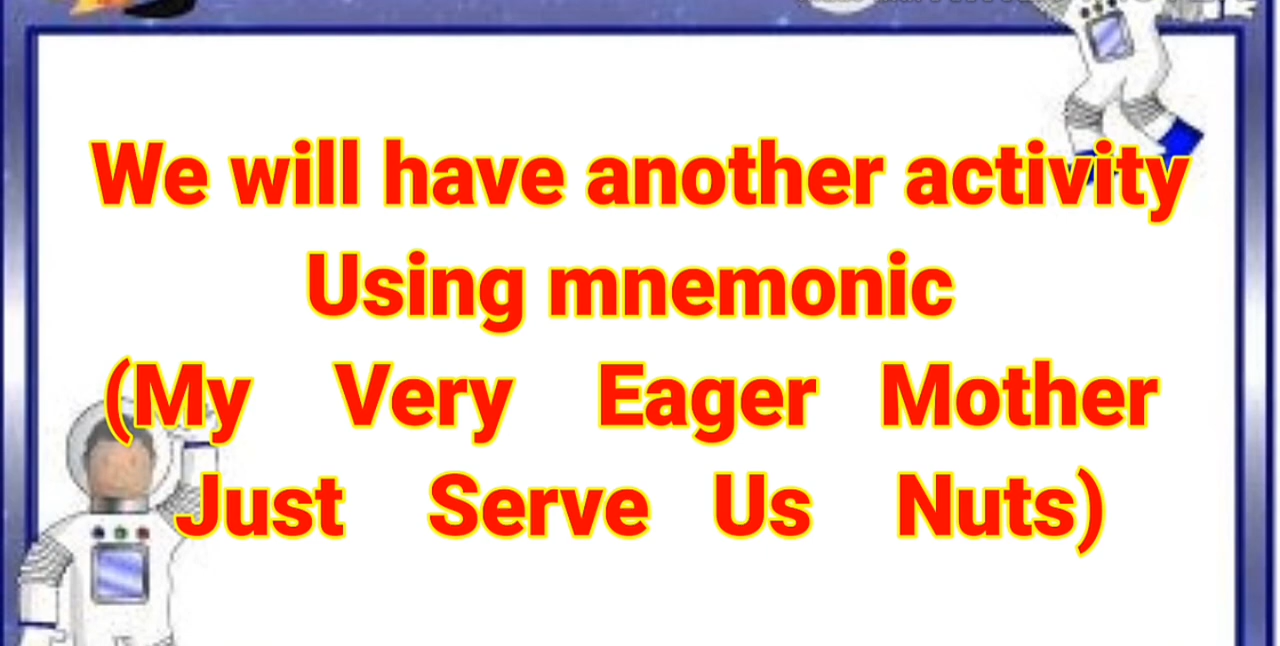 We will have another activity
Using mnemonic
(My Very Eager Mother
Just Serve Us Nuts)